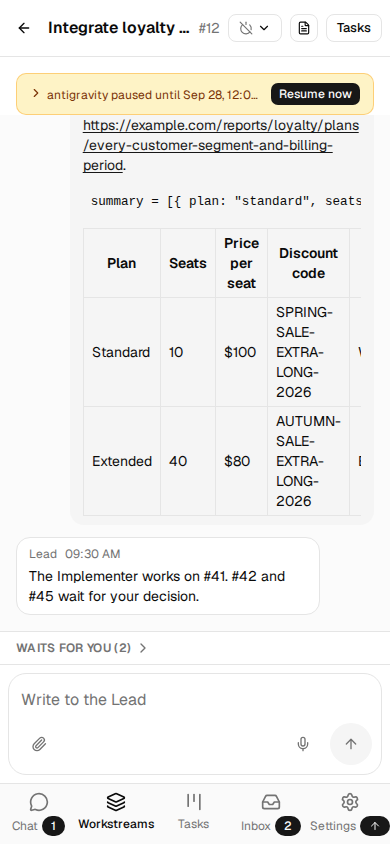 Integrate loyalty ... #12 Tasks
antigravity paused until Sep 28, 12:0... Resume now
https://example.com/reports/loyalty/plans
/every-customer-segment-and-billing-
period.
summary = [{ plan: "standard", seats
Plan Seats Price per seat Discount code
Standard 10 $100 SPRING-
SALE-
EXTRA-
LONG-
2026
Extended 40 $80 AUTUMN-
SALE-
EXTRA-
LONG-
2026
Lead 09:30 AM
The Implementer works on #41. #42 and
#45 wait for your decision.
WAITS FOR YOU (2)
Write to the Lead
Chat 1 Workstreams Tasks Inbox 2 Settings